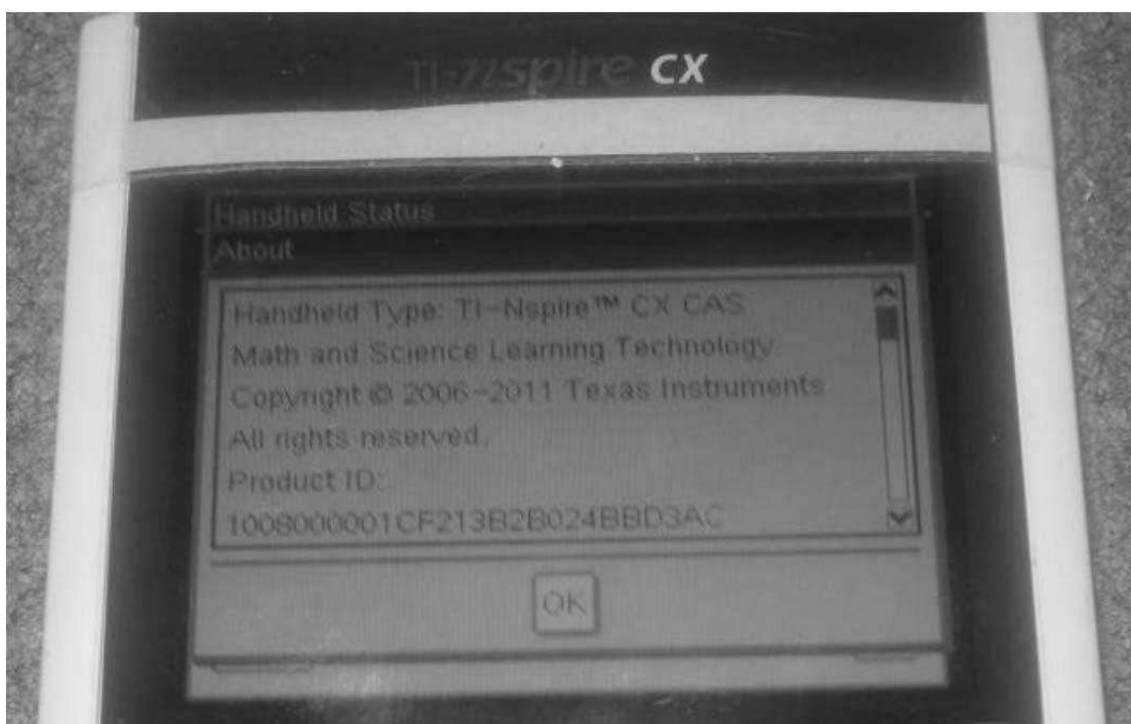 TI-nspire CX
Handheld Status
About
Handheld Type: TI-Nspire™ CX CAS
Math and Science Learning Technology
Copyright © 2006-2011 Texas Instruments
All rights reserved.
Product ID:
1008000001CF213B2B024BBD3AC
OK